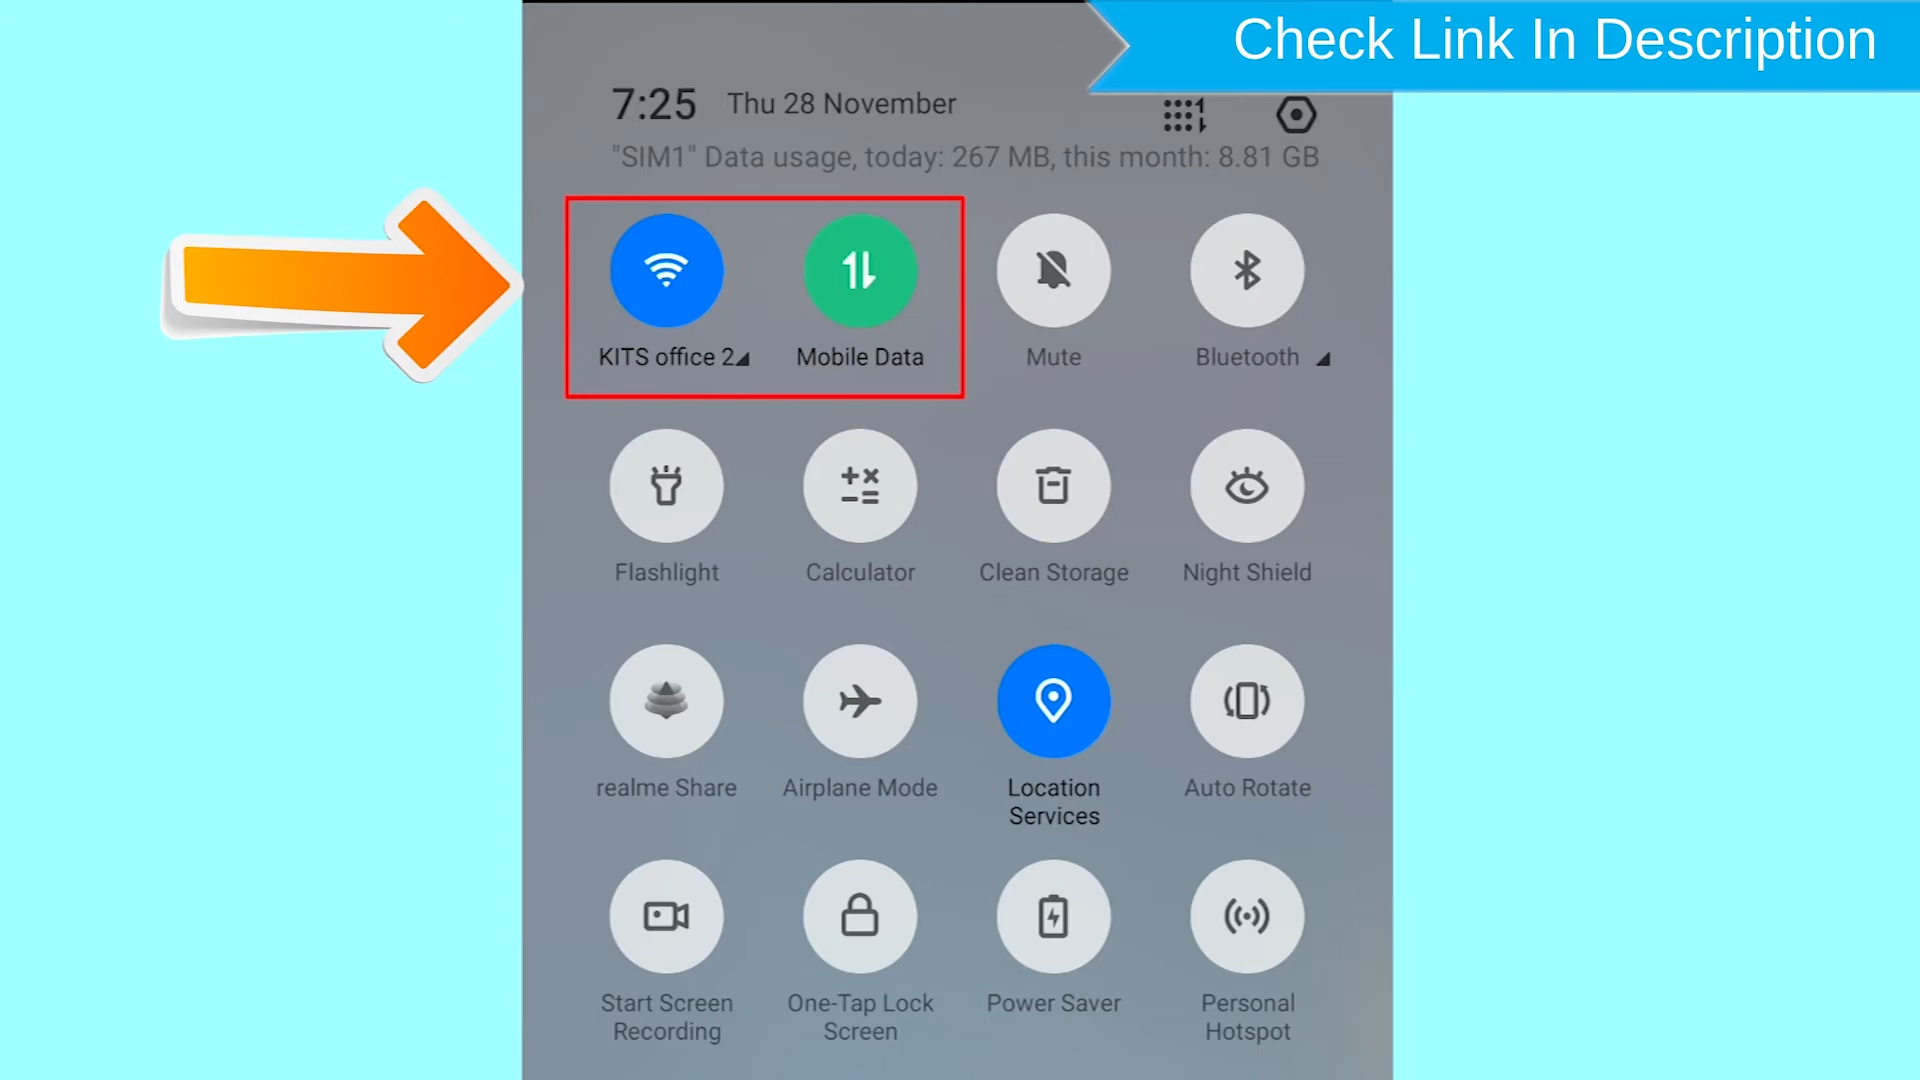 Check Link In Description
7:25 Thu 28 November
"SIM1" Data usage, today: 267 MB, this month: 8.81 GB
KITS office 2 Mobile Data Mute Bluetooth
Flashlight Calculator Clean Storage Night Shield
realme Share Airplane Mode Location Services Auto Rotate
Start Screen Recording One-Tap Lock Screen Power Saver Personal Hotspot